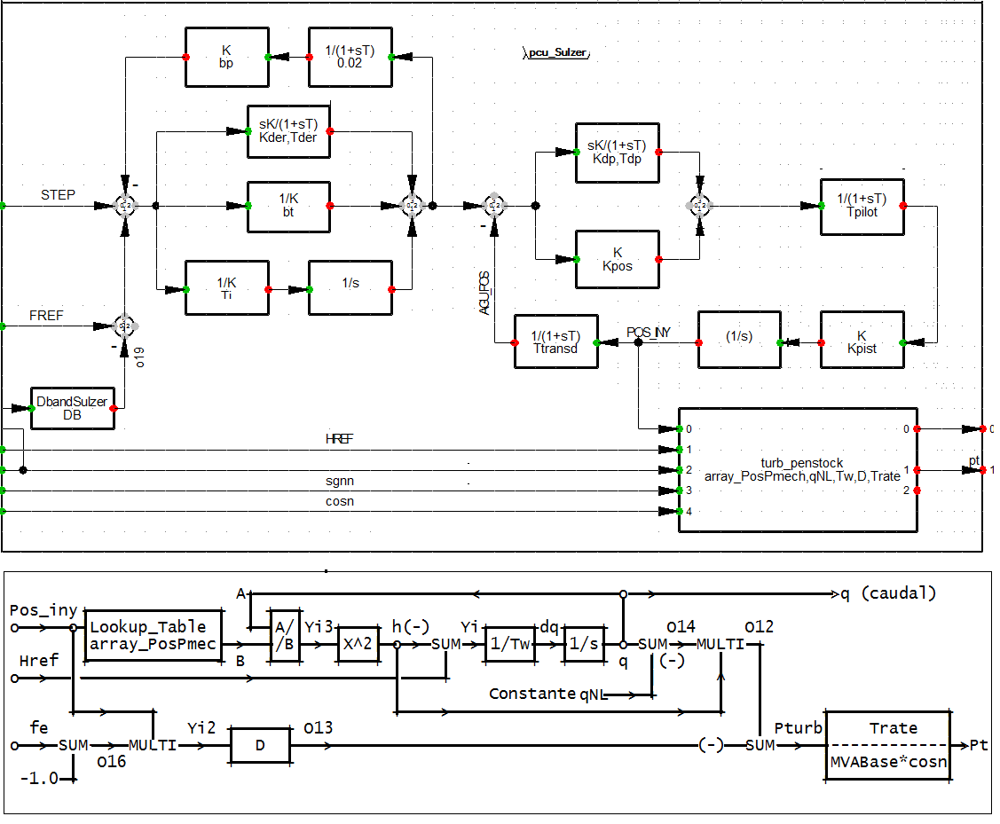 pcu_Sulzer
K
bp
1/(1+sT)
0.02
sK/(1+sT)
Kder,Tder
-
STEP
1/K
bt
sK/(1+sT)
Kdp,Tdp
1/(1+sT)
Tpilot
-
1/K
Ti
1/s
K
Kpos
AGU_POS
FREF
-
o19
1/(1+sT)
Ttransd
POS_INY
(1/s)
K
Kpist
DbandSulzer
DB
HREF
sgnn
cosn
0
1
2
3
4
turb_penstock
array_PosPmech,qNL,Tw,D,Trate
0
1
2
0
pt
1
A
q (caudal)
Pos_iny
Lookup_Table
array_PosPmec
B
A/
/B
Yi3
X^2
h(-)
SUM
Yi
1/Tw
dq
1/s
q
SUM
(-)
o14
MULTI
o12
Href
Constante qNL
fe
SUM
o16
MULTI
Yi2
D
o13
(-)
SUM
Pturb
Trate
MVABase*cosn
Pt
-1.0